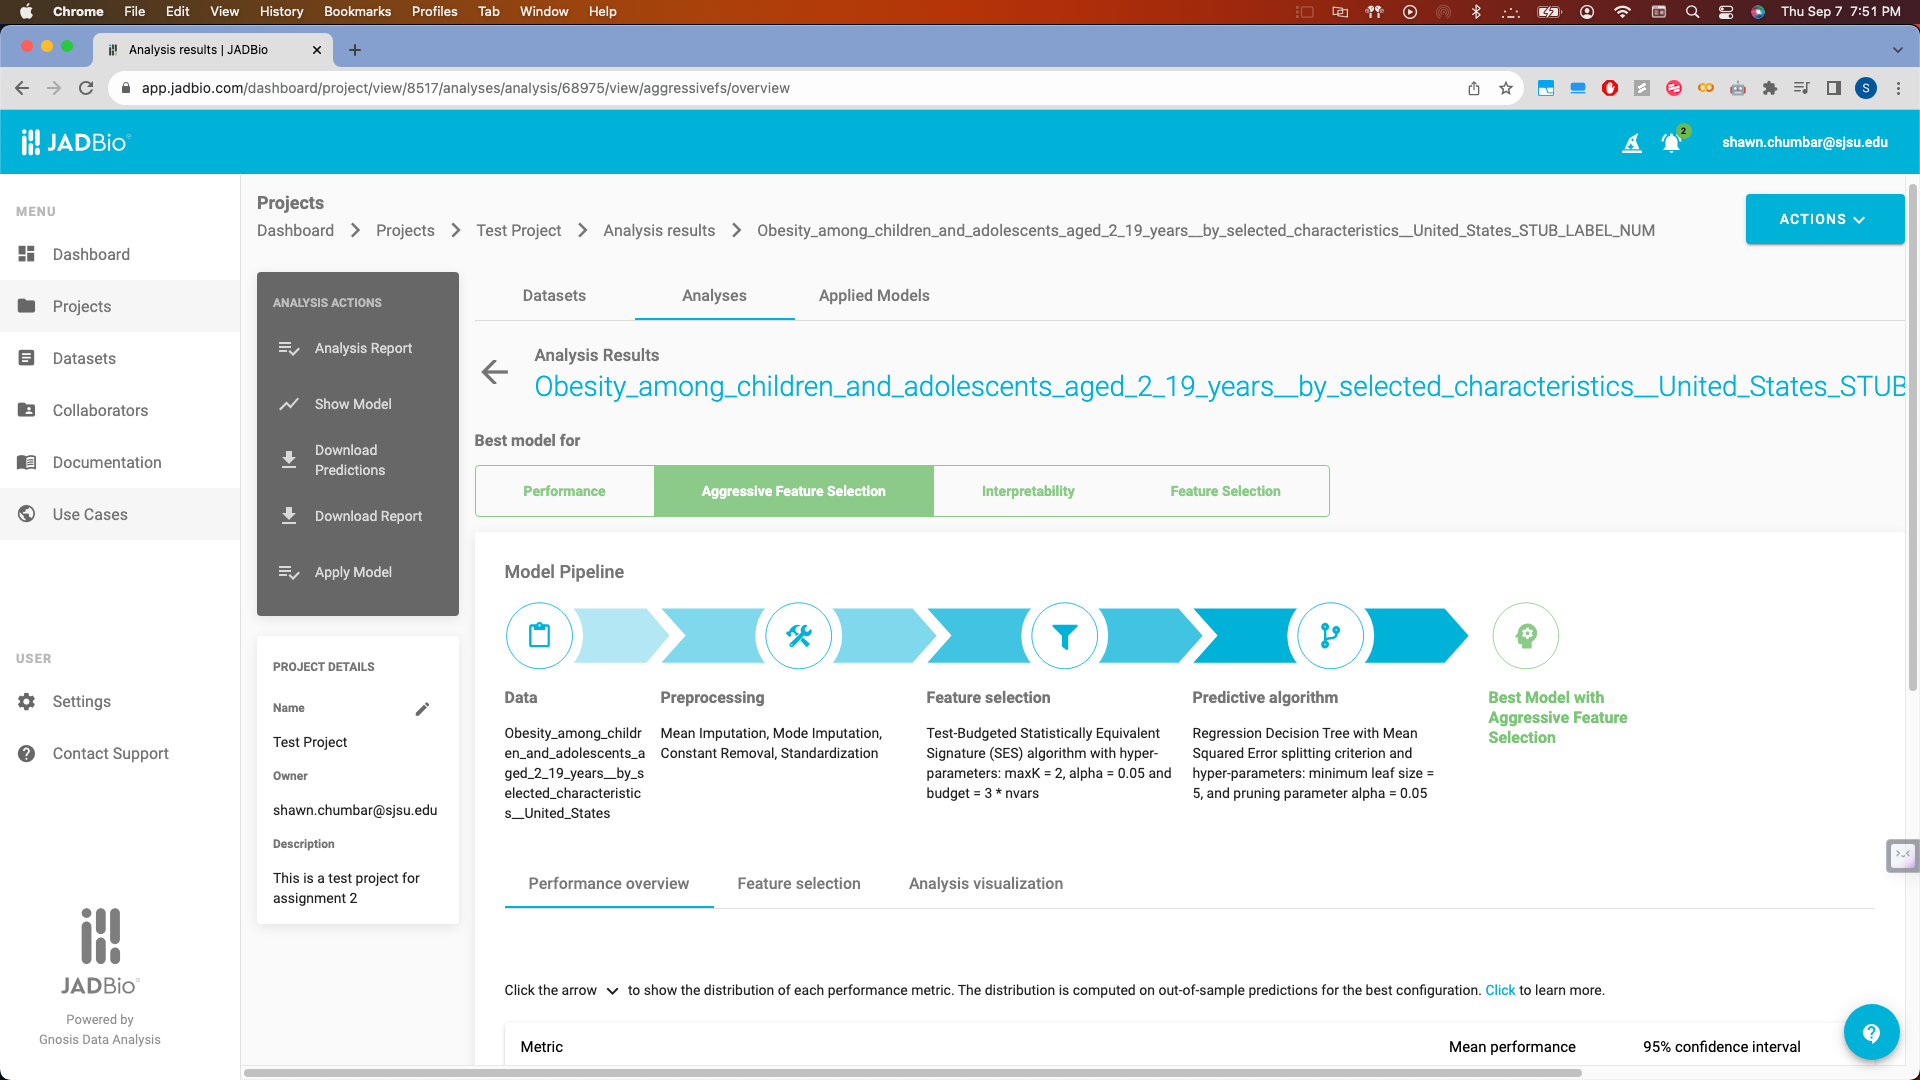 Chrome File Edit View History Bookmarks Profiles Tab Window Help Thu Sep 7 7:51 PM
Analysis results | JADBio
app.jadbio.com/dashboard/project/view/8517/analyses/analysis/68975/view/aggressivefs/overview
S
JADBio
2
shawn.chumbar@sjsu.edu
MENU
Dashboard
Projects
Datasets
Collaborators
Documentation
Use Cases
USER
Settings
Contact Support
JADBio
Powered by
Gnosis Data Analysis
Projects
Dashboard Projects Test Project Analysis results Obesity_among_children_and_adolescents_aged_2_19_years__by_selected_characteristics__United_States_STUB_LABEL_NUM
ACTIONS
ANALYSIS ACTIONS
Analysis Report
Show Model
Download
Predictions
Download Report
Apply Model
PROJECT DETAILS
Name
Test Project
Owner
shawn.chumbar@sjsu.edu
Description
This is a test project for
assignment 2
Datasets Analyses Applied Models
Analysis Results
Obesity_among_children_and_adolescents_aged_2_19_years__by_selected_characteristics__United_States_STUB
Best model for
Performance Aggressive Feature Selection Interpretability Feature Selection
Model Pipeline
Data
Obesity_among_childr
en_and_adolescents_a
ged_2_19_years__by_s
elected_characteristic
s__United_States
Preprocessing
Mean Imputation, Mode Imputation,
Constant Removal, Standardization
Feature selection
Test-Budgeted Statistically Equivalent
Signature (SES) algorithm with hyper-
parameters: maxK = 2, alpha = 0.05 and
budget = 3 * nvars
Predictive algorithm
Regression Decision Tree with Mean
Squared Error splitting criterion and
hyper-parameters: minimum leaf size =
5, and pruning parameter alpha = 0.05
Best Model with
Aggressive Feature
Selection
Performance overview Feature selection Analysis visualization
Click the arrow to show the distribution of each performance metric. The distribution is computed on out-of-sample predictions for the best configuration. Click to learn more.
Metric Mean performance 95% confidence interval